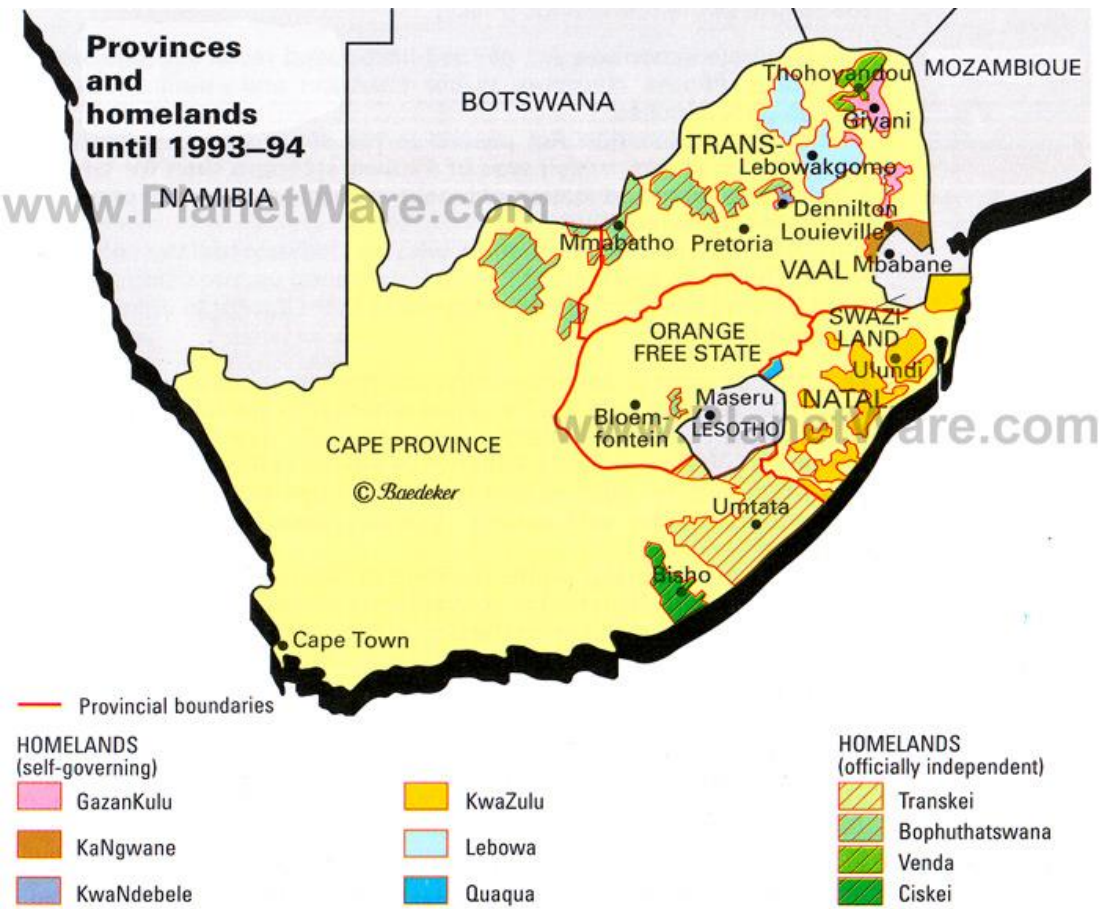 Provinces
and
homelands
until 1993–94
BOTSWANA
MOZAMBIQUE
NAMIBIA
www.PlanetWare.com
Thohoyandou
Giyani
TRANS-
Lebowakgomo
Dennilton
Louieville
Mmabatho
Pretoria
VAAL
Mbabane
SWAZI-
LAND
ORANGE
FREE STATE
Ulundi
Maseru
NATAL
Bloem-
fontein
LESOTHO
www.PlanetWare.com
CAPE PROVINCE
© Baedeker
Umtata
Bisho
Cape Town
Provincial boundaries
HOMELANDS
(self-governing)
GazanKulu
KaNgwane
KwaNdebele
KwaZulu
Lebowa
Quaqua
HOMELANDS
(officially independent)
Transkei
Bophuthatswana
Venda
Ciskei